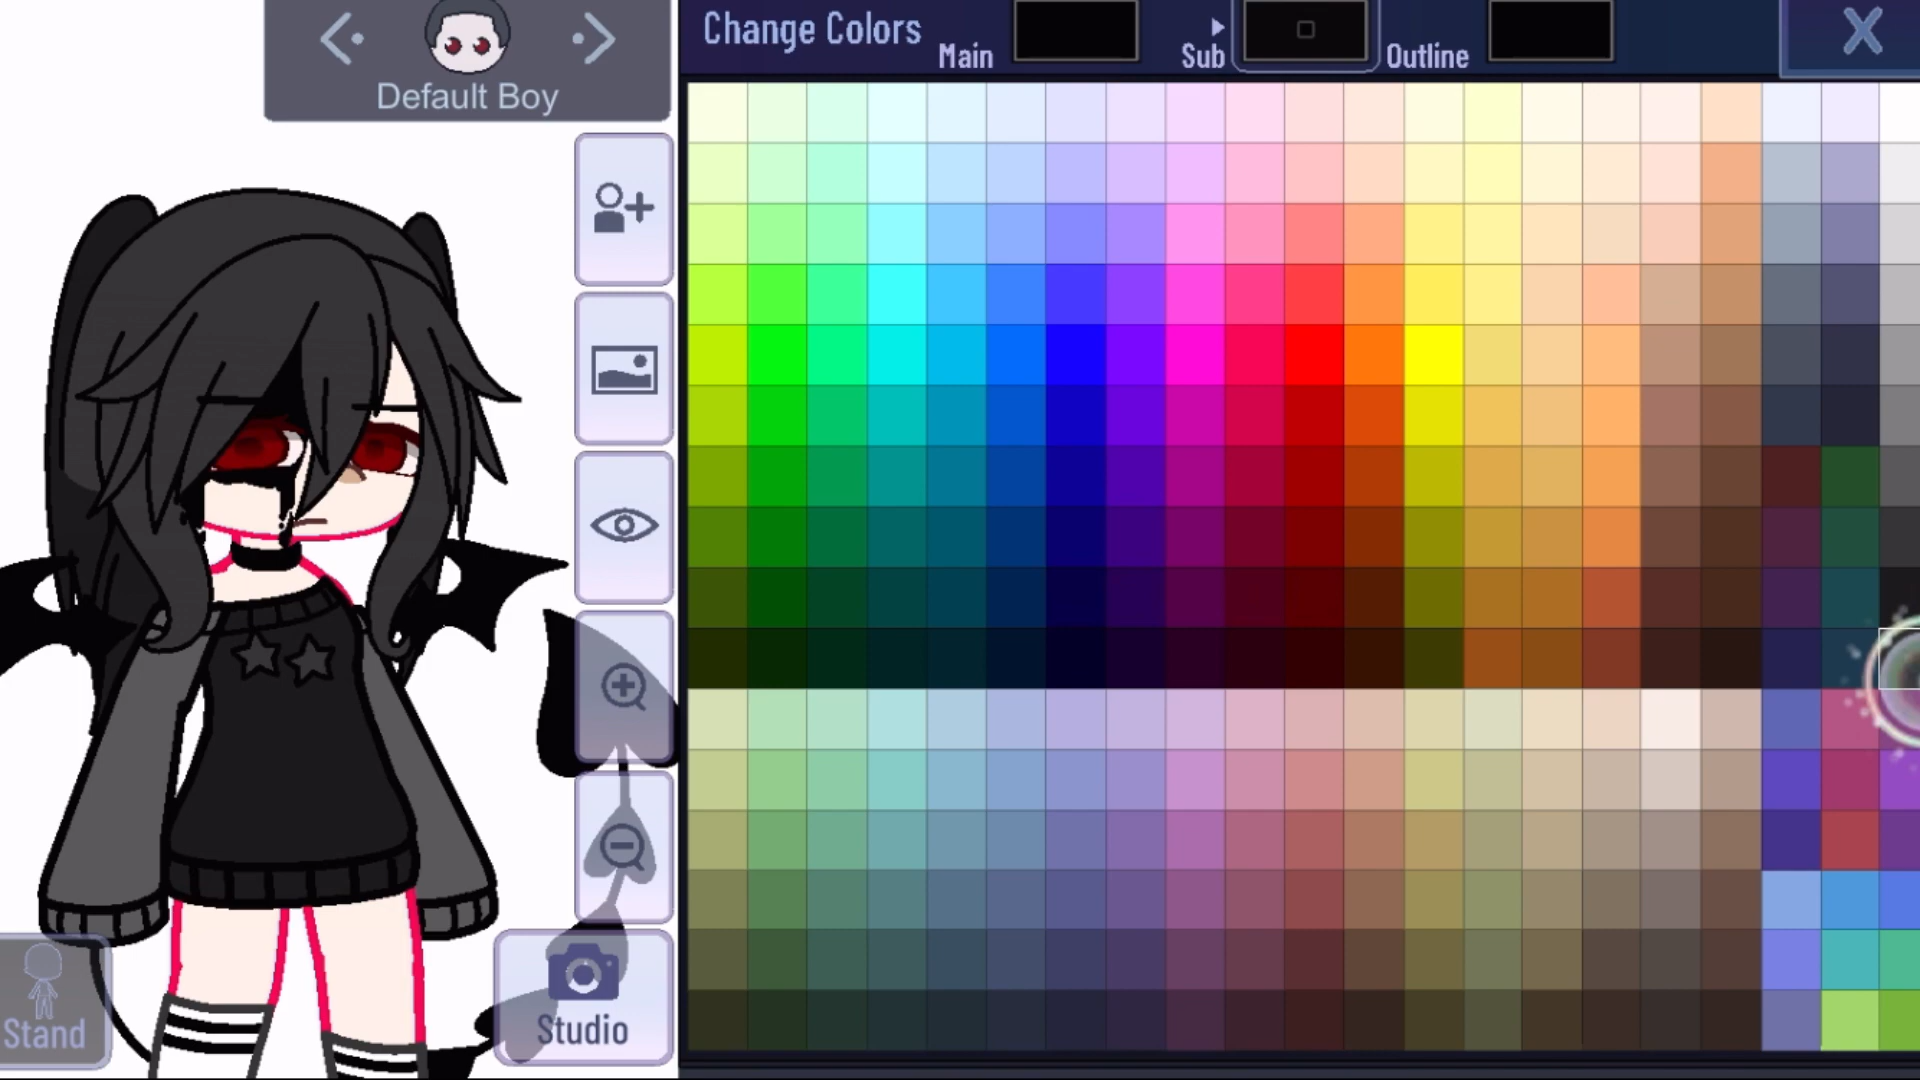 Default Boy
Change Colors
Main
Sub
Outline
X
Stand
Studio